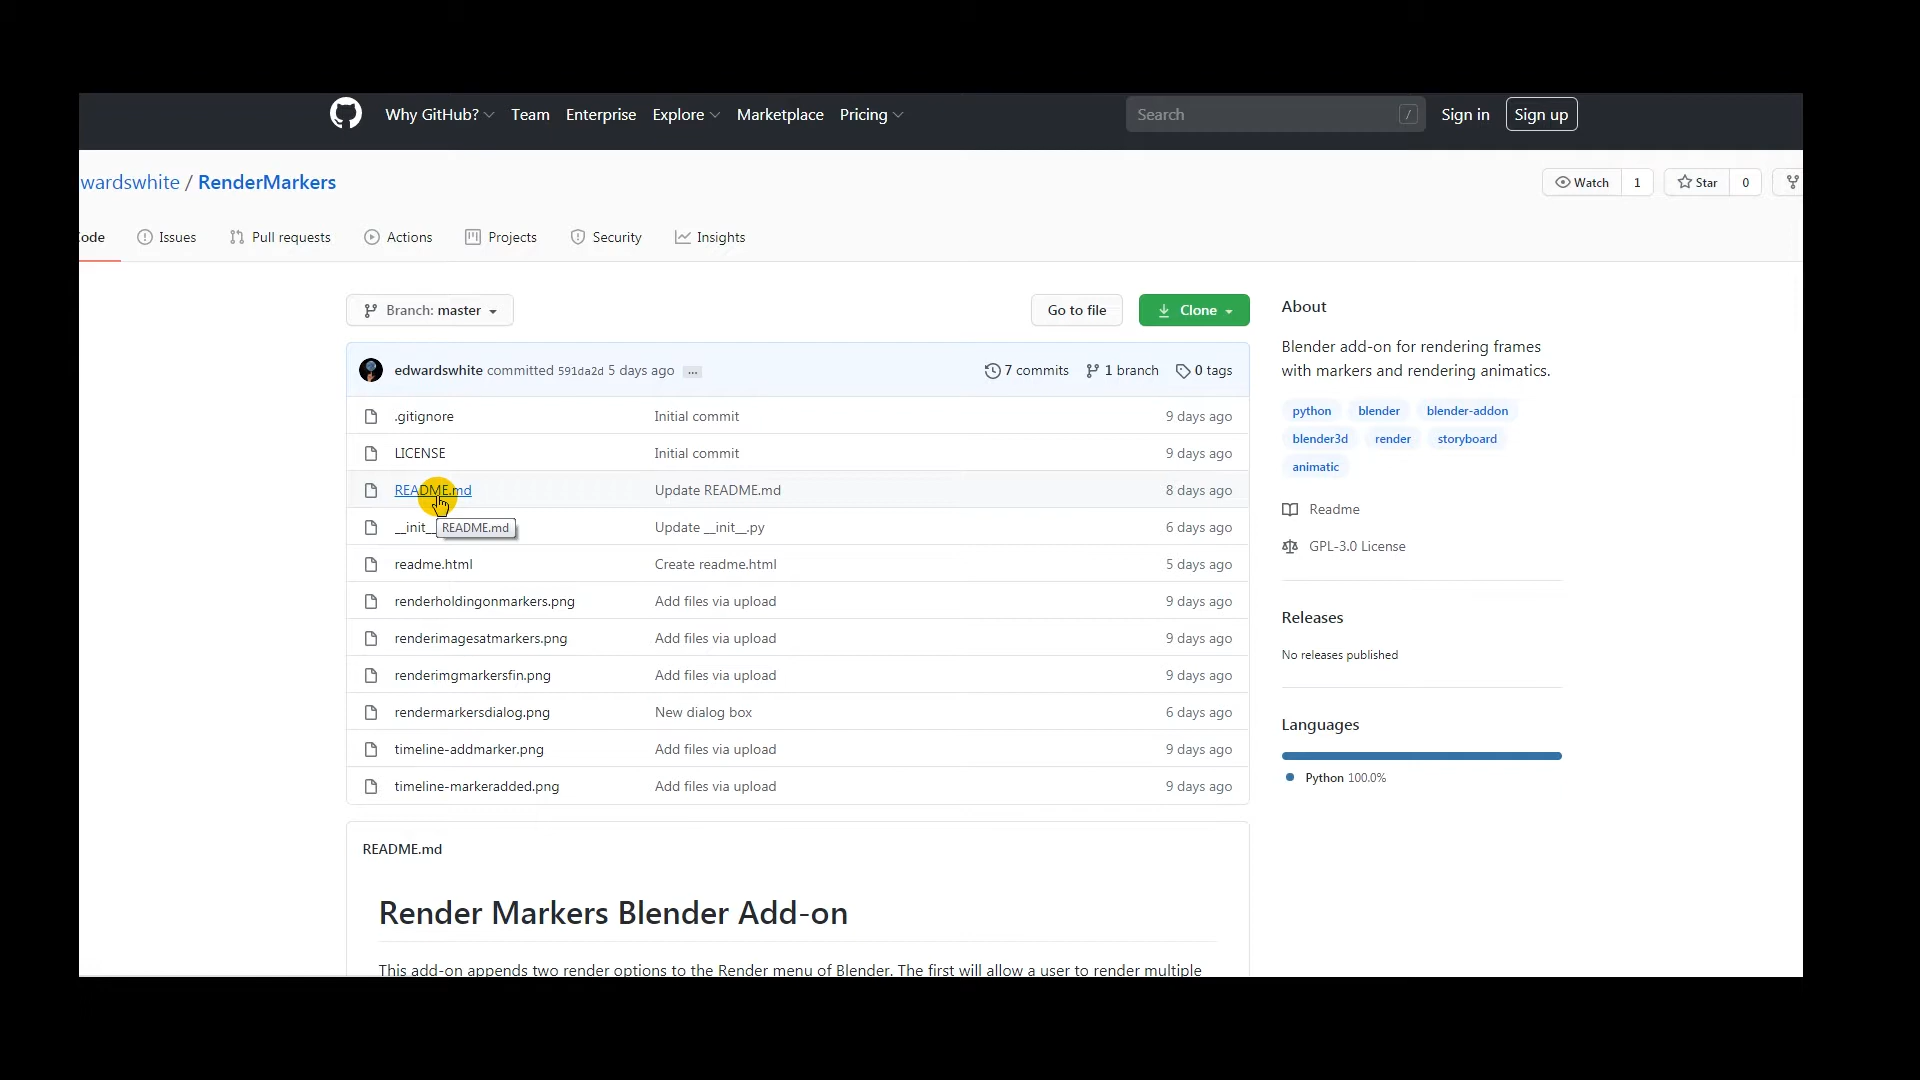 Why GitHub? Team Enterprise Explore Marketplace Pricing Search / Sign in Sign up
wardswhite / RenderMarkers Watch 1 Star 0
ode Issues Pull requests Actions Projects Security Insights
Branch: master Go to file Clone
edwardswhite committed 591da2d 5 days ago ... 7 commits 1 branch 0 tags
.gitignore Initial commit 9 days ago
LICENSE Initial commit 9 days ago
README.md Update README.md 8 days ago
__init__ README.md Update __init__.py 6 days ago
readme.html Create readme.html 5 days ago
renderholdingonmarkers.png Add files via upload 9 days ago
renderimagesatmarkers.png Add files via upload 9 days ago
renderimgmarkersfin.png Add files via upload 9 days ago
rendermarkersdialog.png New dialog box 6 days ago
timeline-addmarker.png Add files via upload 9 days ago
timeline-markeradded.png Add files via upload 9 days ago
README.md
Render Markers Blender Add-on
This add-on appends two render options to the Render menu of Blender. The first will allow a user to render multiple
About
Blender add-on for rendering frames
with markers and rendering animatics.
python blender blender-addon
blender3d render storyboard
animatic
Readme
GPL-3.0 License
Releases
No releases published
Languages
Python 100.0%